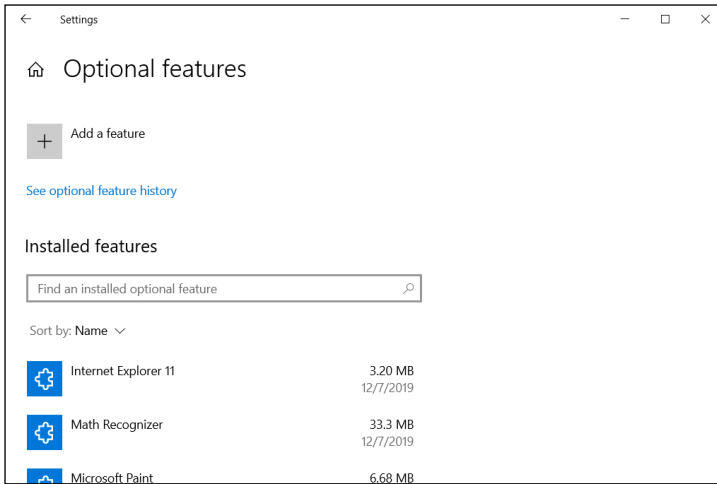 Settings
Optional features
Add a feature
See optional feature history
Installed features
Find an installed optional feature
Sort by: Name
Internet Explorer 11 3.20 MB
12/7/2019
Math Recognizer 33.3 MB
12/7/2019
Microsoft Paint 6.68 MB